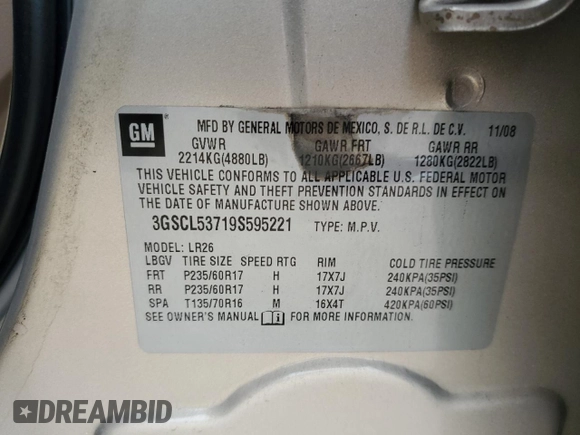 GM
MFD BY GENERAL MOTORS DE MEXICO, S. DE R.L. DE C.V. 11/08
GVWR GAWR FRT GAWR RR
2214KG(4880LB) 1210KG(2667LB) 1280KG(2822LB)
THIS VEHICLE CONFORMS TO ALL APPLICABLE U.S. FEDERAL MOTOR
VEHICLE SAFETY AND THEFT PREVENTION STANDARDS IN EFFECT ON
THE DATE OF MANUFACTURE SHOWN ABOVE.
3GSCL53719S595221 TYPE: M.P.V.
MODEL: LR26
LBGV TIRE SIZE SPEED RTG RIM COLD TIRE PRESSURE
FRT P235/60R17 H 17X7J 240KPA(35PSI)
RR P235/60R17 H 17X7J 240KPA(35PSI)
SPA T135/70R16 M 16X4T 420KPA(60PSI)
SEE OWNER'S MANUAL FOR MORE INFORMATION.
DREAMBID